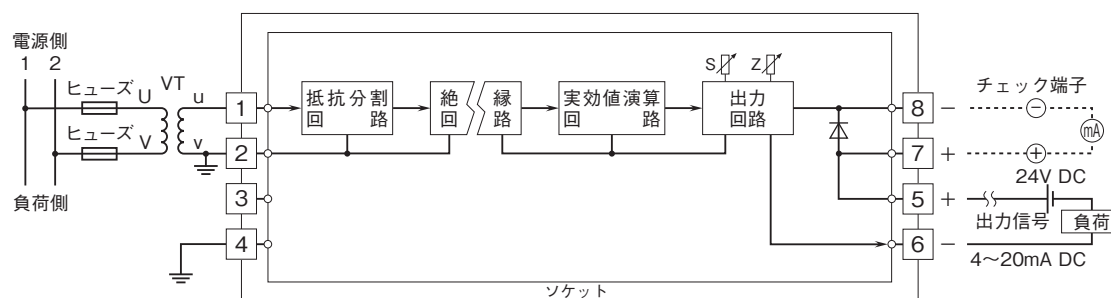 電源側
1 2
ヒューズ
U
VT
u
ヒューズ
V
v
負荷側
1
2
3
4
抵抗分割
回路
絶縁
回路
実効値演算
回路
S
Z
出力
回路
8 −
7 +
5 +
6 −
チェック端子
−
mA
+
24V DC
出力信号
負荷
4〜20mA DC
ソケット